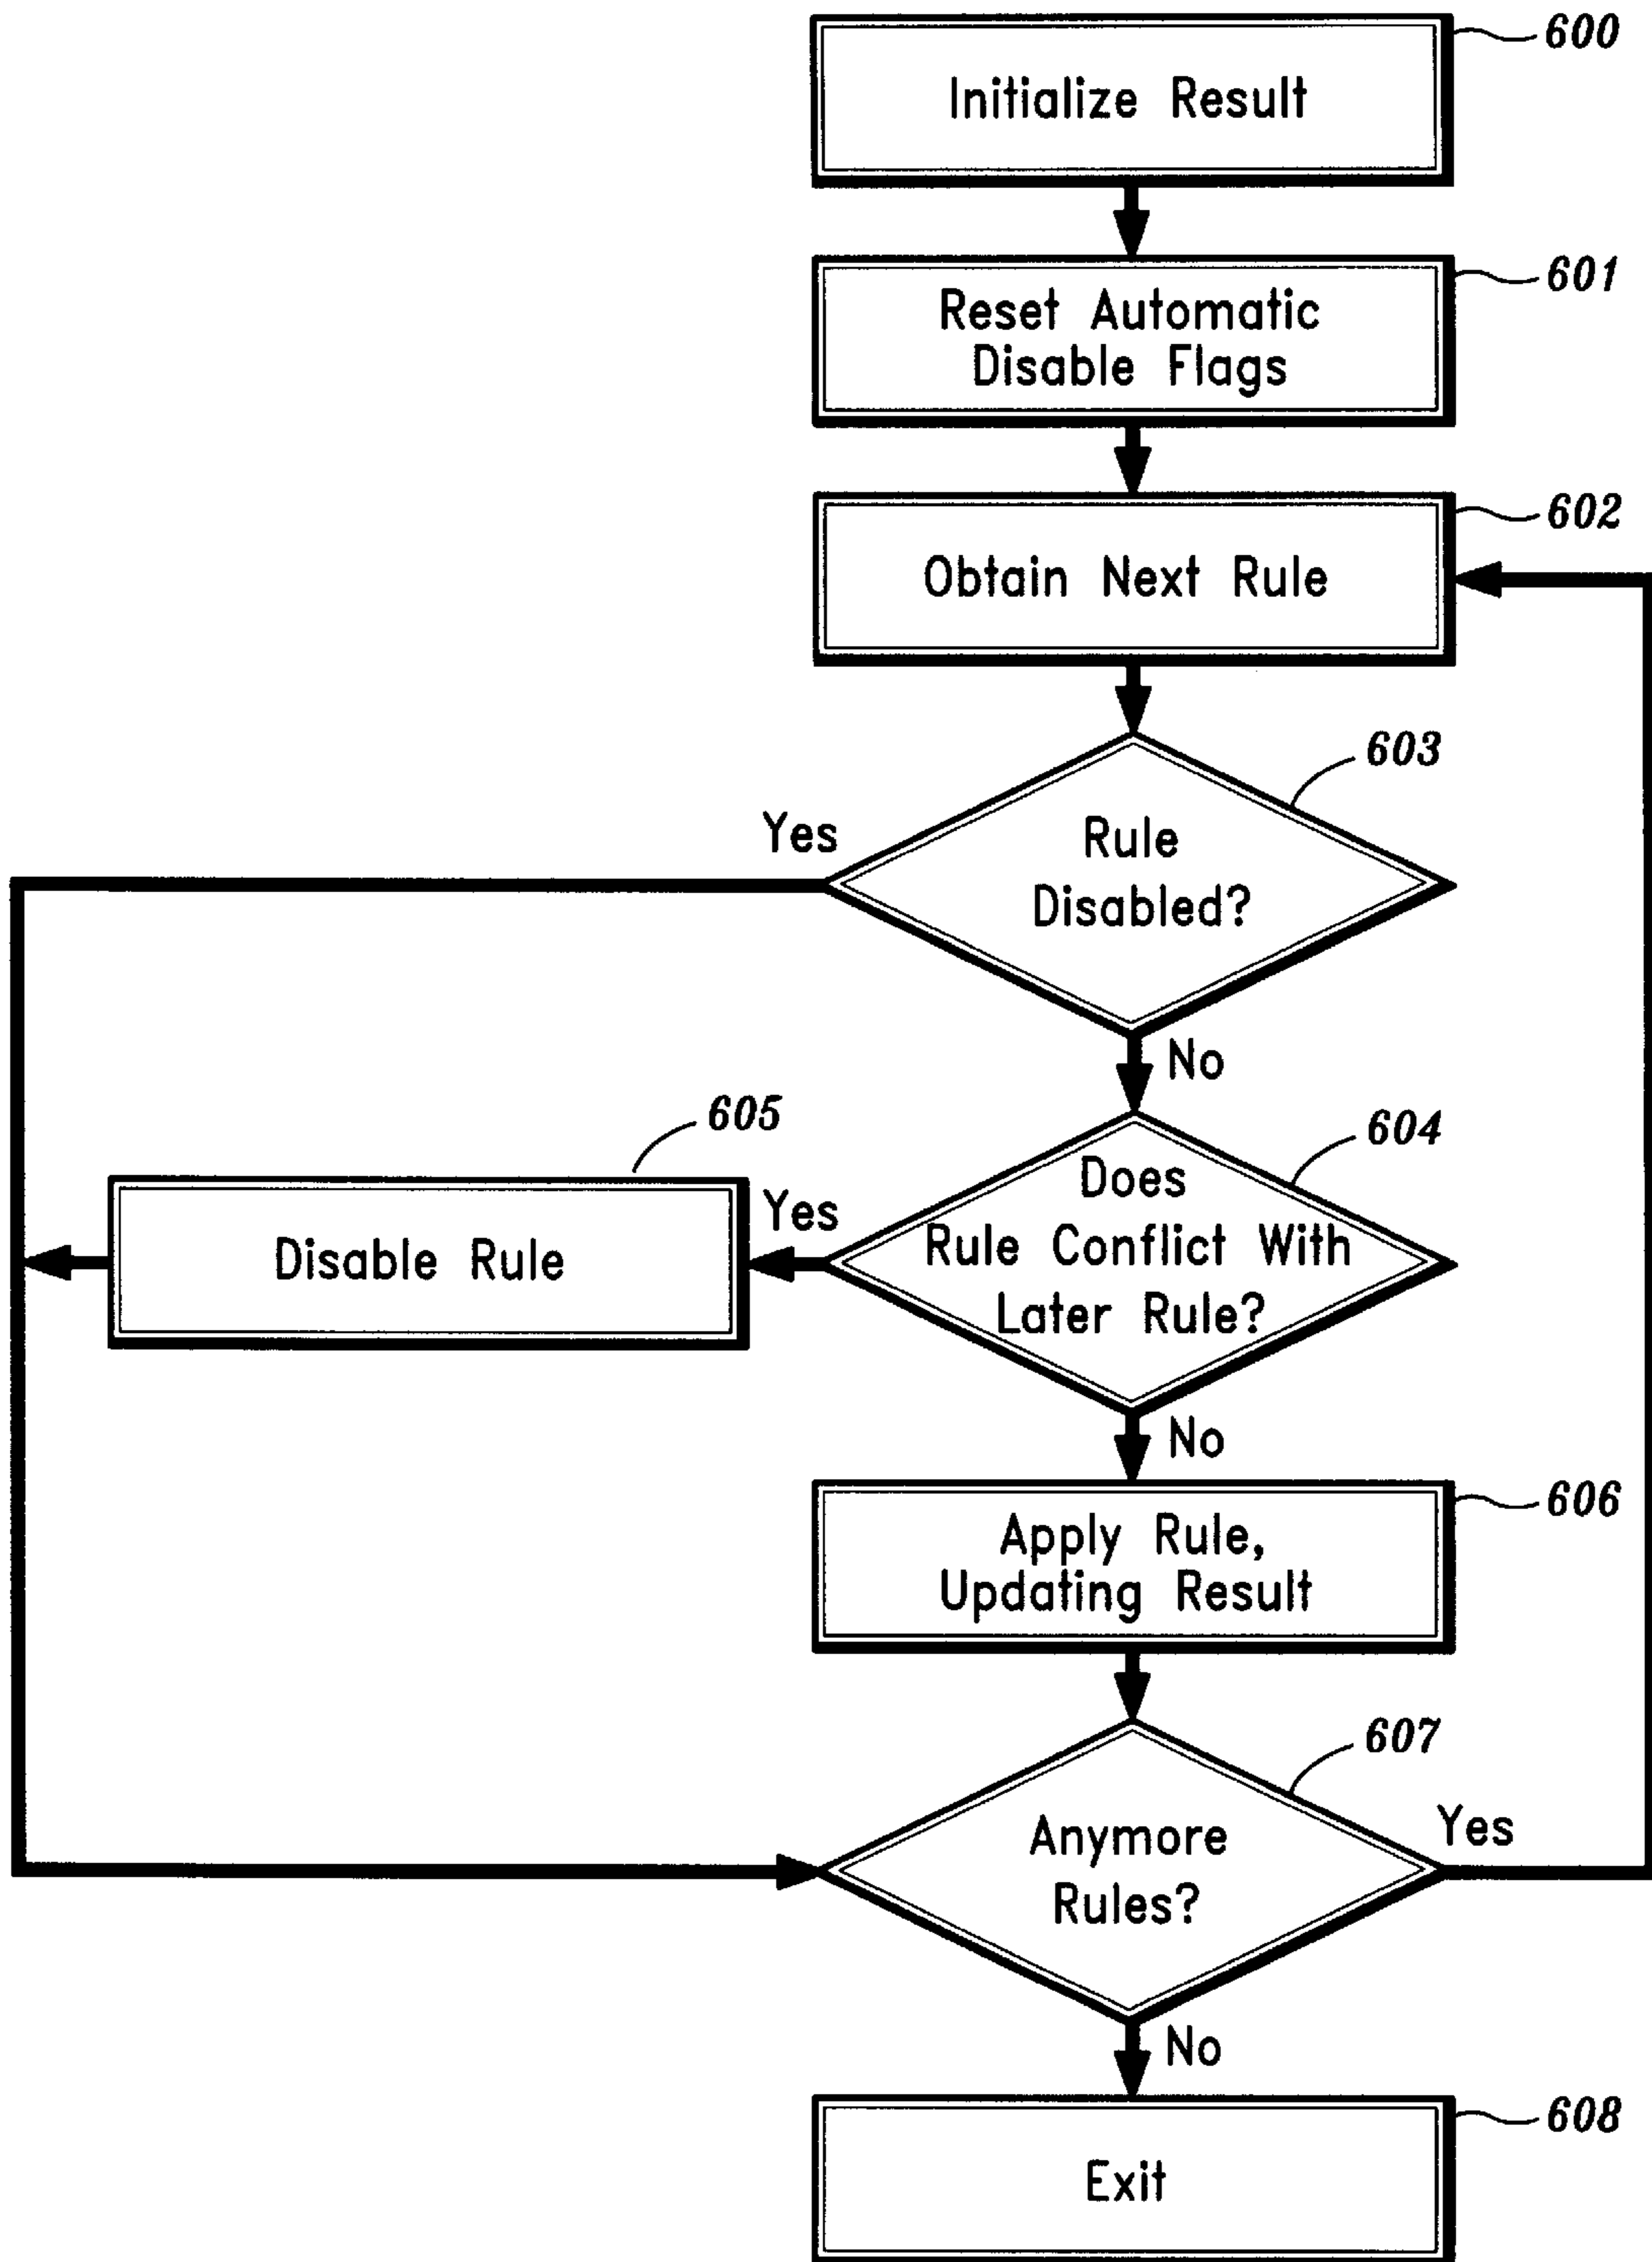 600
Initialize Result
601
Reset Automatic
Disable Flags
602
Obtain Next Rule
603
Yes
Rule
Disabled?
No
605
604
Does
Yes
Rule Conflict With
Disable Rule
Later Rule?
No
606
Apply Rule,
Updating Result
607
Anymore
Yes
Rules?
No
608
Exit